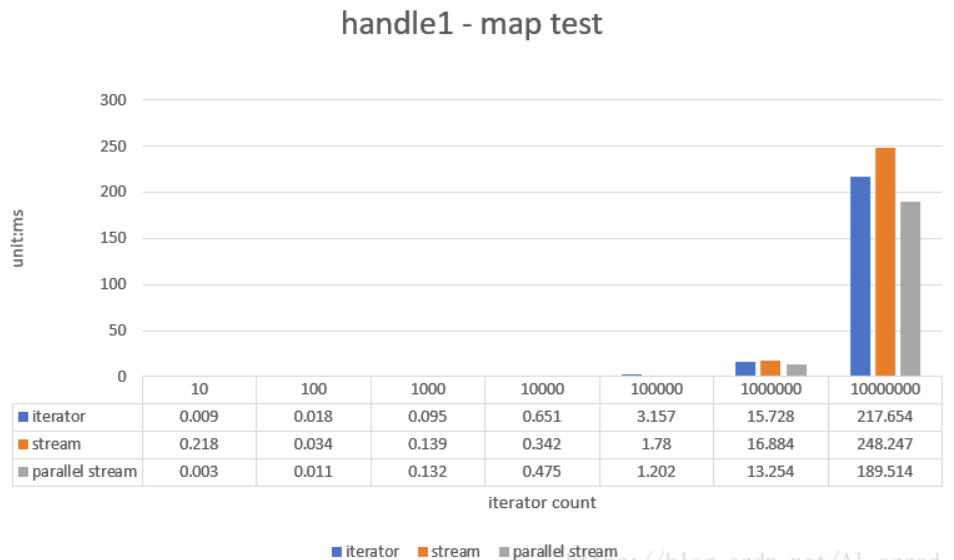 handle1 - map test
300
250
200
150
100
50
0
unit:ms
10 100 1000 10000 100000 1000000 10000000
iterator 0.009 0.018 0.095 0.651 3.157 15.728 217.654
stream 0.218 0.034 0.139 0.342 1.78 16.884 248.247
parallel stream 0.003 0.011 0.132 0.475 1.202 13.254 189.514
iterator count
iterator stream parallel stream